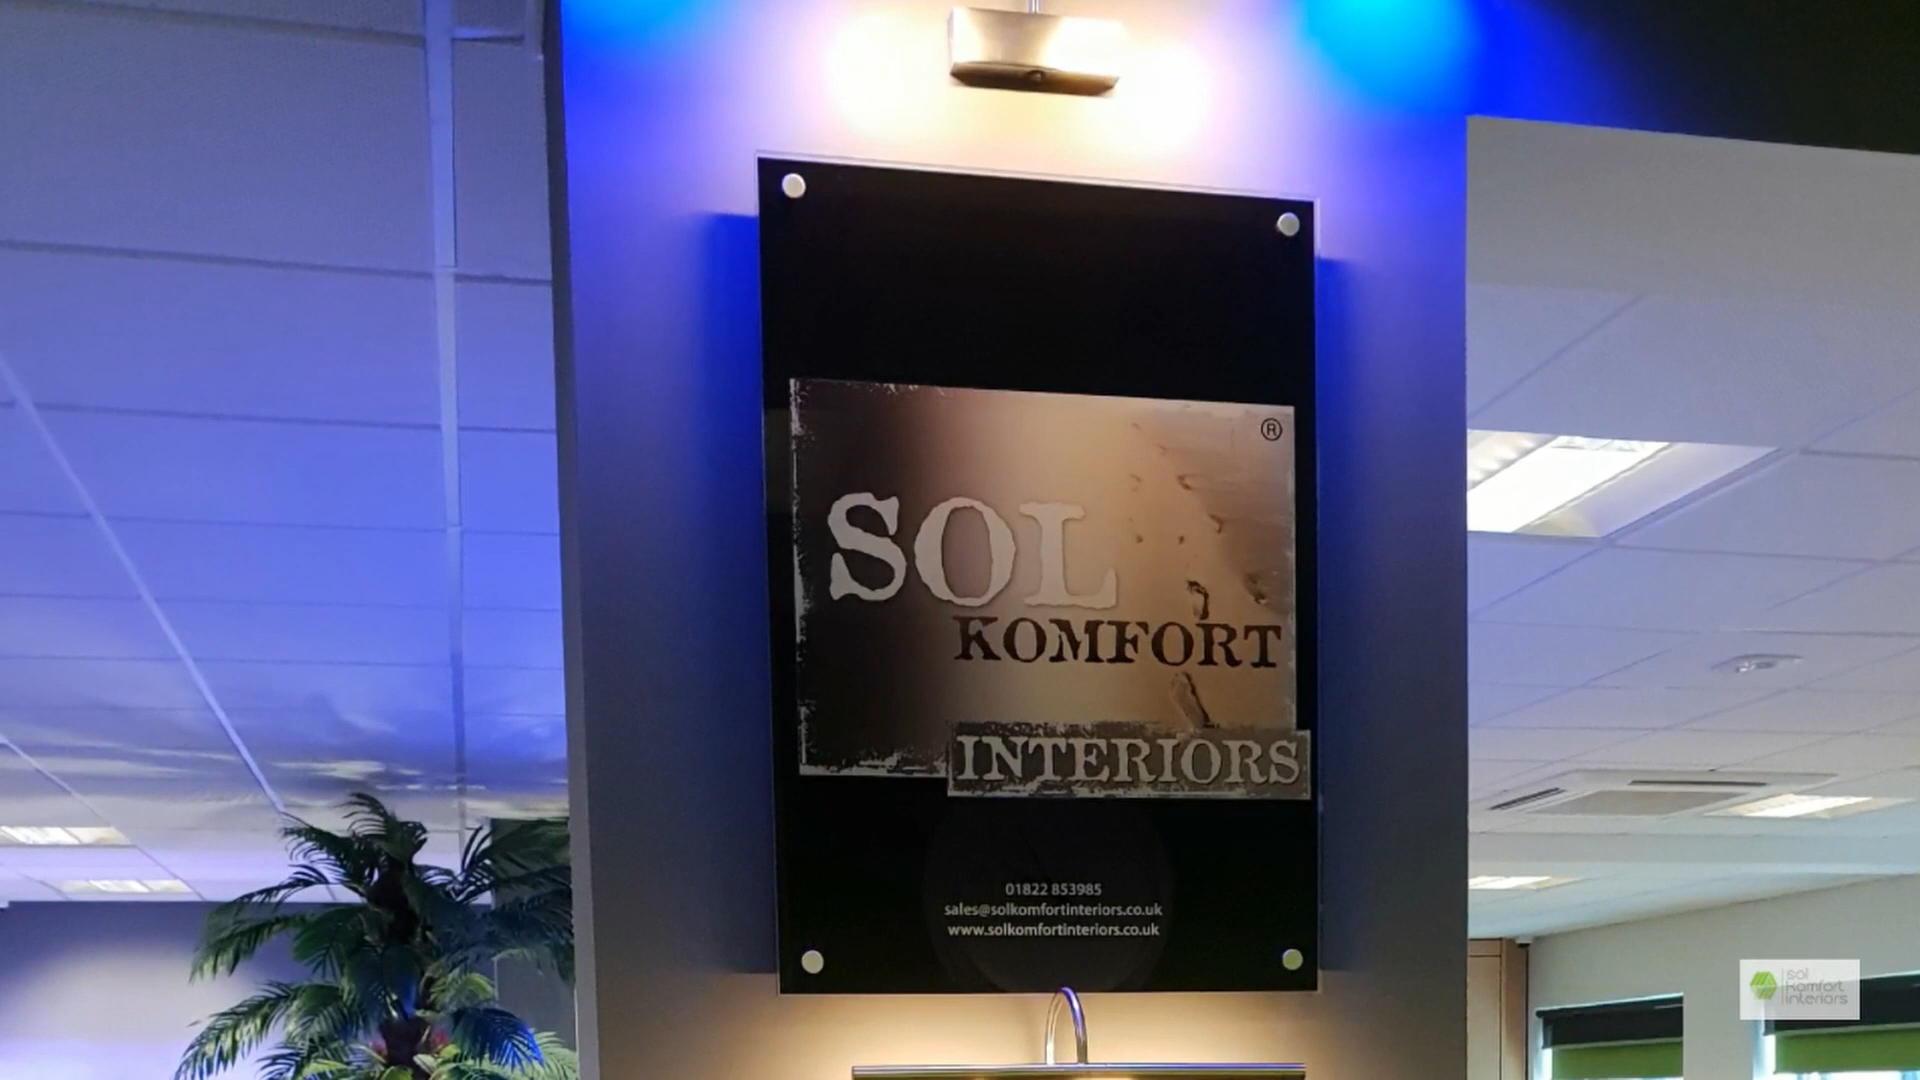 ®
SOL
KOMFORT
INTERIORS
01822 853985
sales@solkomfortinteriors.co.uk
www.solkomfortinteriors.co.uk
sol
komfort
interiors